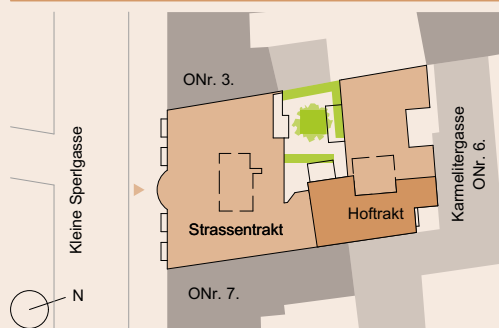 ONr. 3.
Kleine Sperlgasse
Karmelitergasse
ONr. 6.
Hoftrakt
Strassentrakt
ONr. 7.
N